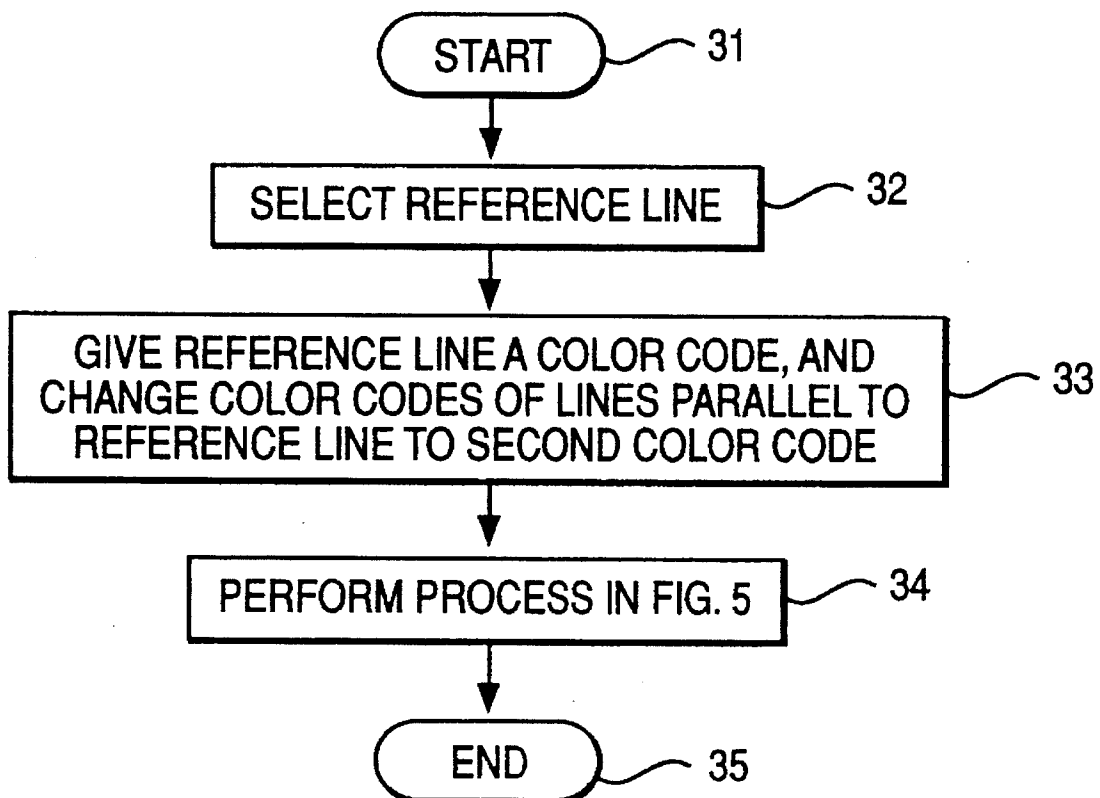 START
31
SELECT REFERENCE LINE
32
GIVE REFERENCE LINE A COLOR CODE, AND
CHANGE COLOR CODES OF LINES PARALLEL TO
REFERENCE LINE TO SECOND COLOR CODE
33
PERFORM PROCESS IN FIG. 5
34
END
35